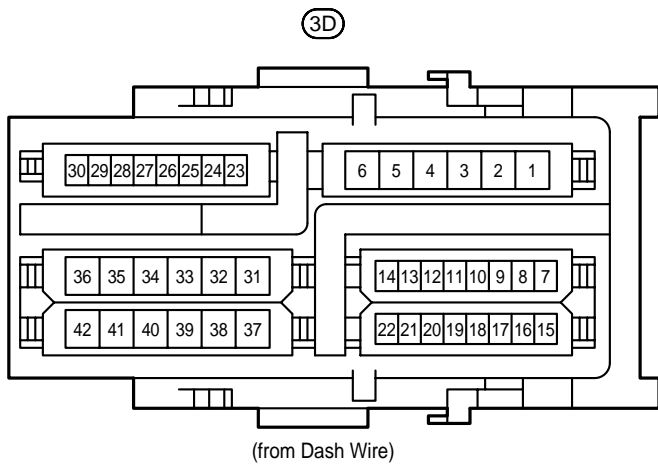 3D
30 29 28 27 26 25 24 23 6 5 4 3 2 1
36 35 34 33 32 31 14 13 12 11 10 9 8 7
42 41 40 39 38 37 22 21 20 19 18 17 16 15
(from Dash Wire)